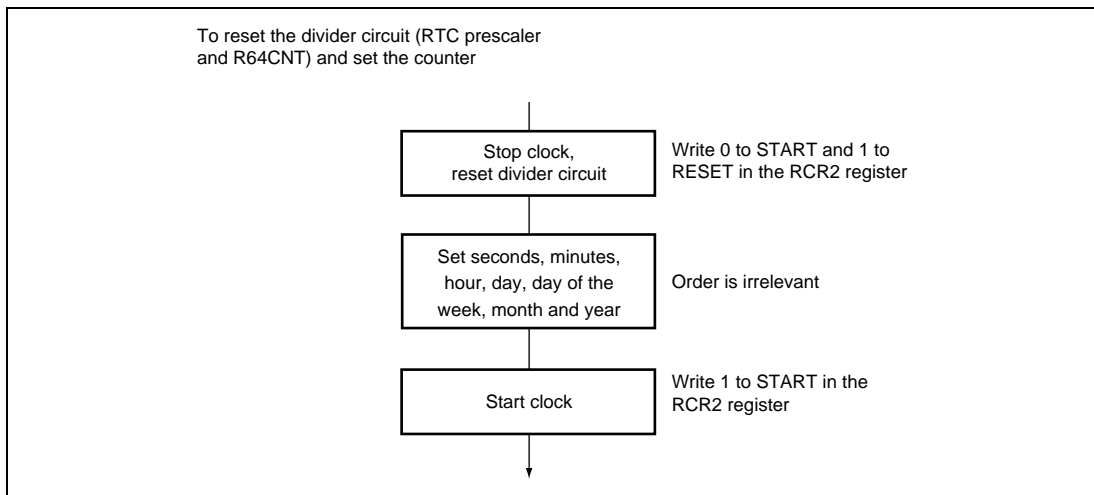 To reset the divider circuit (RTC prescaler
and R64CNT) and set the counter
Stop clock,
reset divider circuit
Write 0 to START and 1 to
RESET in the RCR2 register
Set seconds, minutes,
hour, day, day of the
week, month and year
Order is irrelevant
Start clock
Write 1 to START in the
RCR2 register